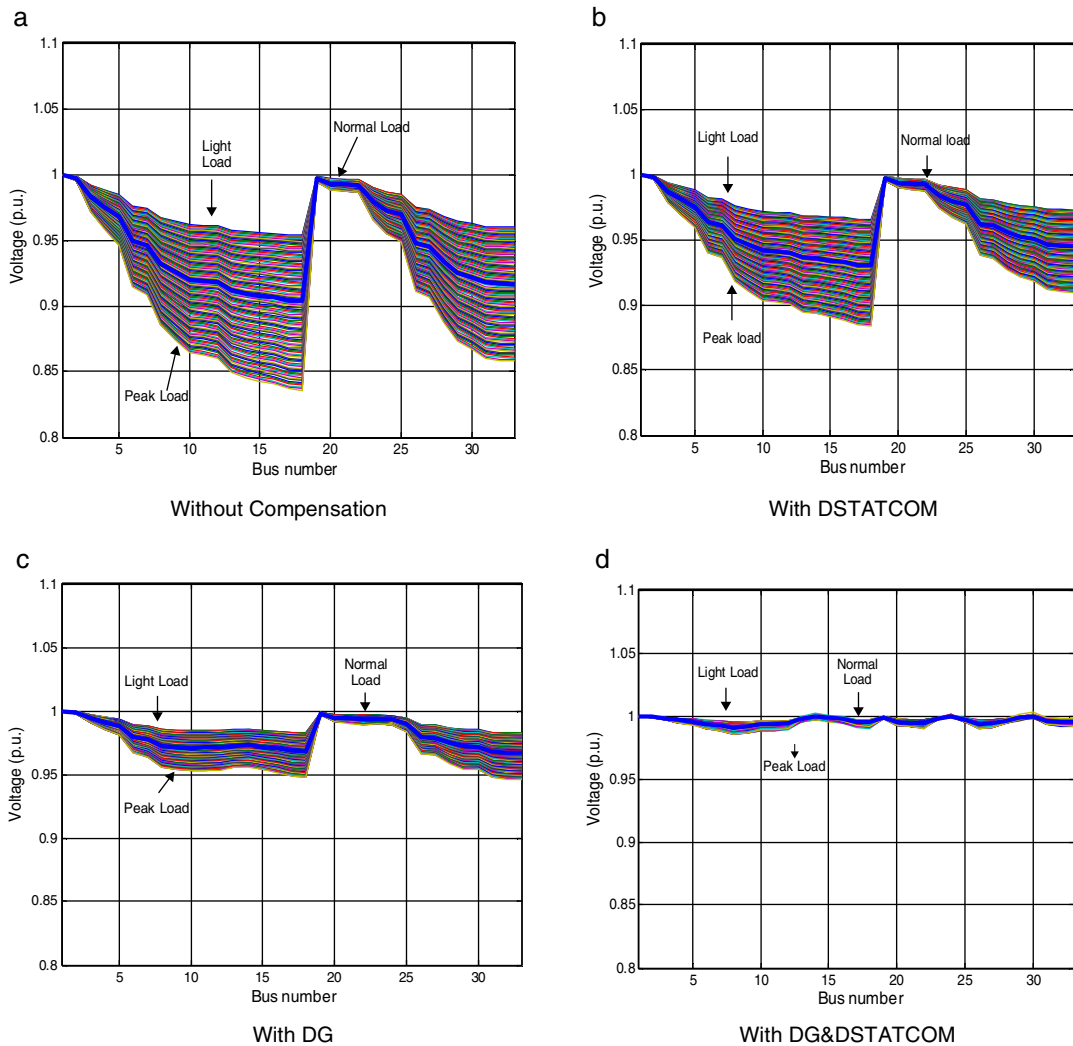 a
1.1
1.05
1
0.95
0.9
0.85
0.8
Voltage (p.u.)
Light
Load
Normal Load
Peak Load
5
10
15
20
25
30
Bus number
Without Compensation
b
1.1
1.05
1
0.95
0.9
0.85
0.8
Voltage (p.u.)
Light Load
Normal load
Peak load
5
10
15
20
25
30
Bus number
With DSTATCOM
c
1.1
1.05
1
0.95
0.9
0.85
0.8
Voltage (p.u.)
Light Load
Normal
Load
Peak Load
5
10
15
20
25
30
Bus number
With DG
d
1.1
1.05
1
0.95
0.9
0.85
0.8
Voltage (p.u.)
Light Load
Normal
Load
Peak Load
5
10
15
20
25
30
Bus number
With DG&DSTATCOM